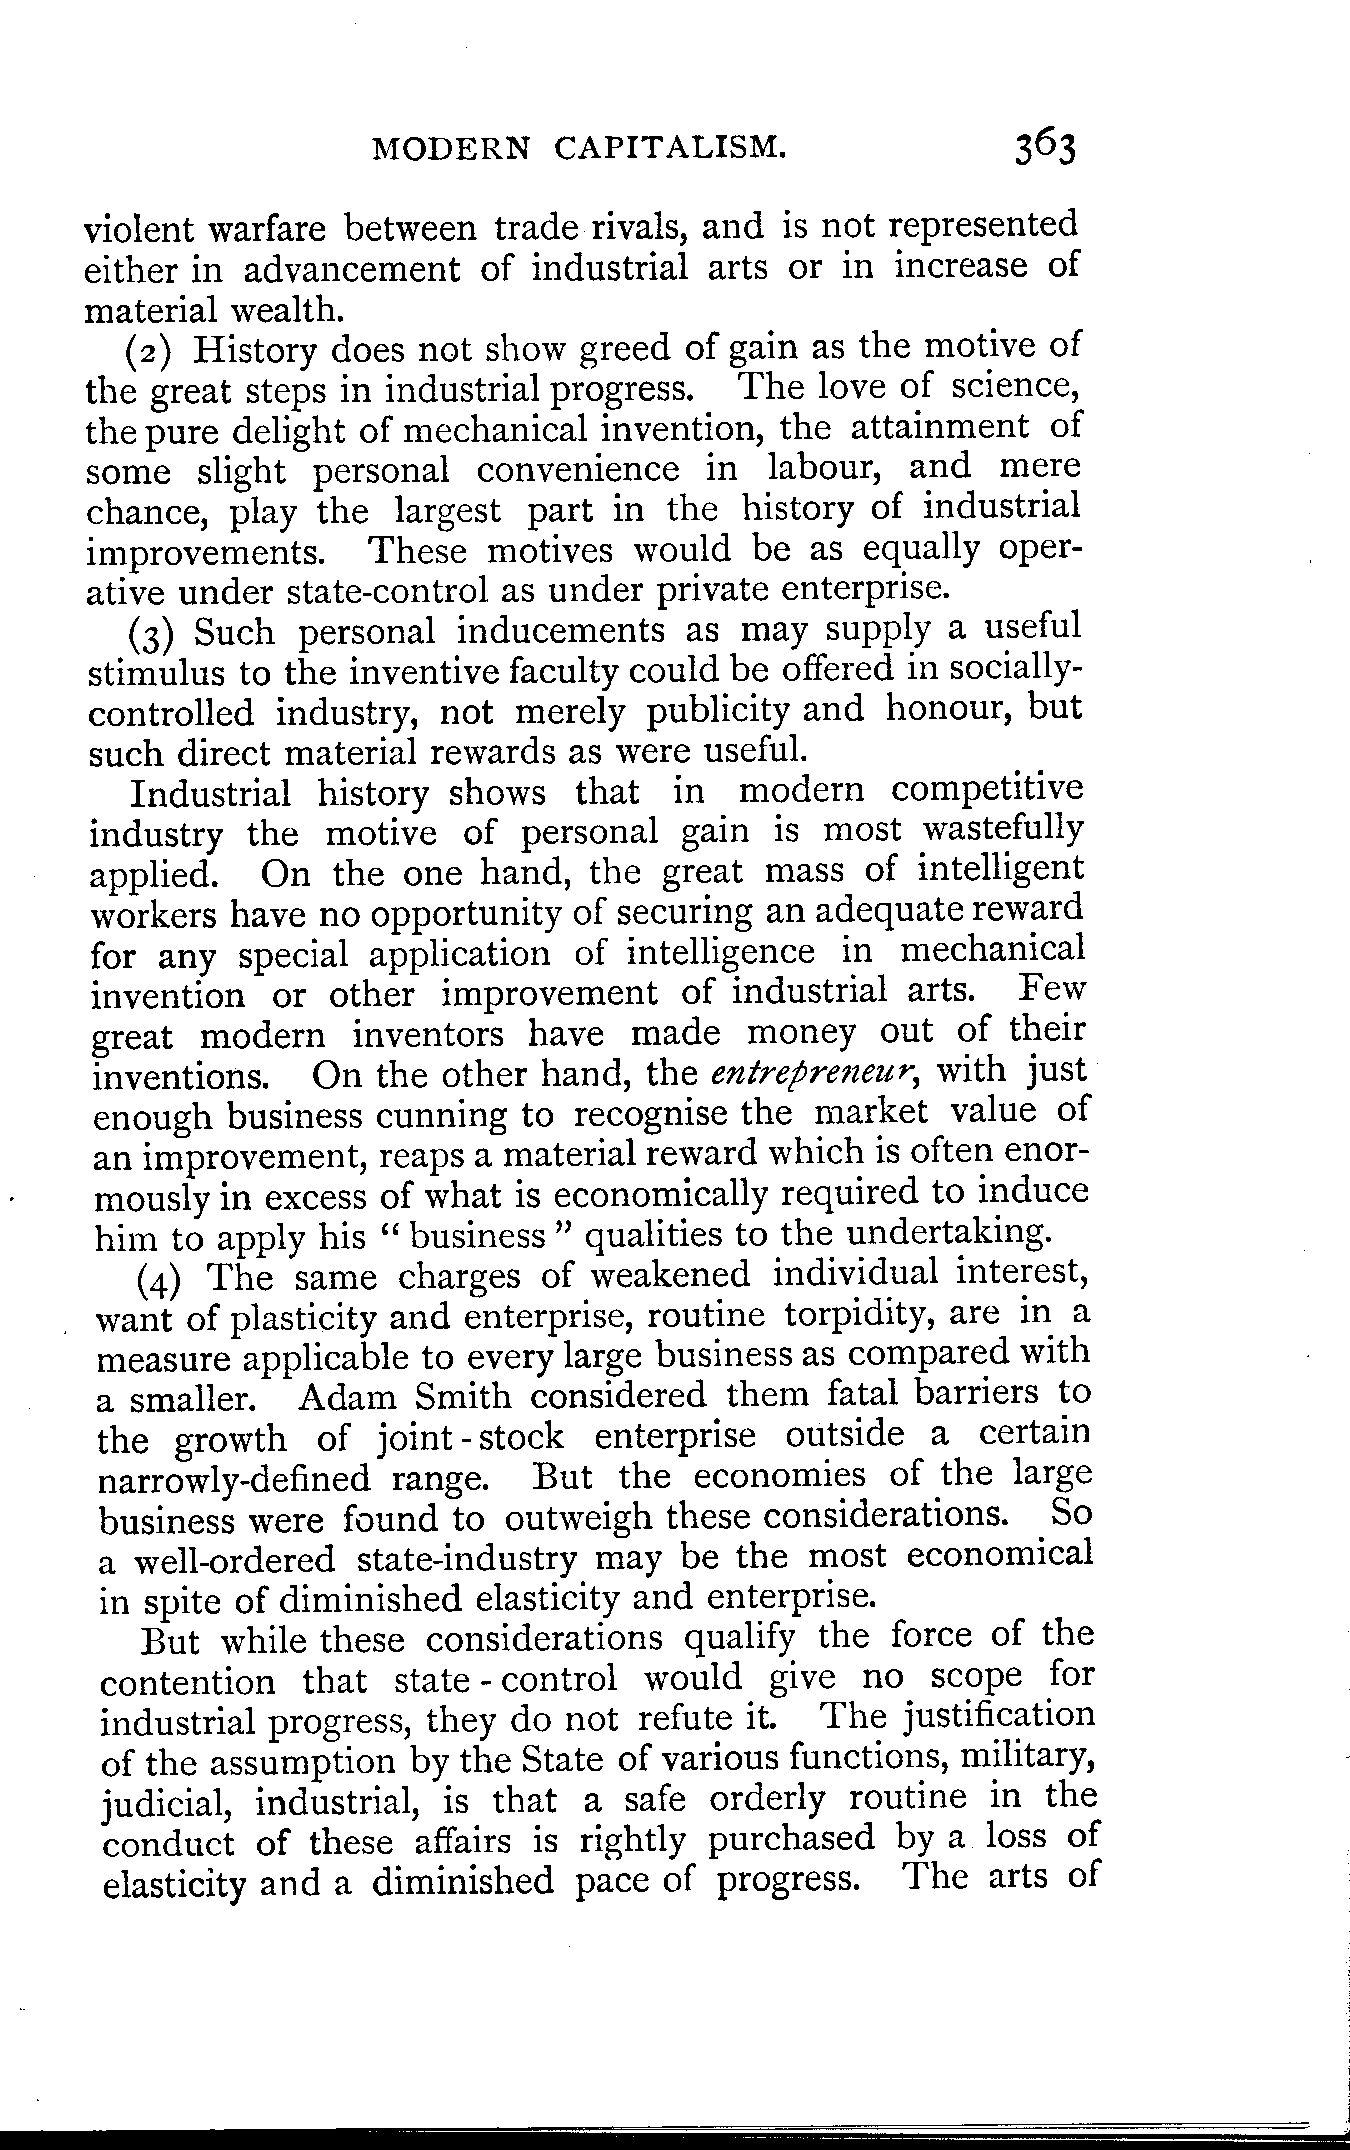 MODERN CAPITALISM. 363
violent warfare between trade rivals, and is not represented
either in advancement of industrial arts or in increase of
material wealth.
(2) History does not show greed of gain as the motive of
the great steps in industrial progress. The love of science,
the pure delight of mechanical invention, the attainment of
some slight personal convenience in labour, and mere
chance, play the largest part in the history of industrial
improvements. These motives would be as equally oper-
ative under state-control as under private enterprise.
(3) Such personal inducements as may supply a useful
stimulus to the inventive faculty could be offered in socially-
controlled industry, not merely publicity and honour, but
such direct material rewards as were useful.
Industrial history shows that in modern competitive
industry the motive of personal gain is most wastefully
applied. On the one hand, the great mass of intelligent
workers have no opportunity of securing an adequate reward
for any special application of intelligence in mechanical
invention or other improvement of industrial arts. Few
great modern inventors have made money out of their
inventions. On the other hand, the entrepreneur, with just
enough business cunning to recognise the market value of
an improvement, reaps a material reward which is often enor-
mously in excess of what is economically required to induce
him to apply his “ business ” qualities to the undertaking.
(4) The same charges of weakened individual interest,
want of plasticity and enterprise, routine torpidity, are in a
measure applicable to every large business as compared with
a smaller. Adam Smith considered them fatal barriers to
the growth of joint - stock enterprise outside a certain
narrowly-defined range. But the economies of the large
business were found to outweigh these considerations. So
a well-ordered state-industry may be the most economical
in spite of diminished elasticity and enterprise.
But while these considerations qualify the force of the
contention that state - control would give no scope for
industrial progress, they do not refute it. The justification
of the assumption by the State of various functions, military,
judicial, industrial, is that a safe orderly routine in the
conduct of these affairs is rightly purchased by a loss of
elasticity and a diminished pace of progress. The arts of